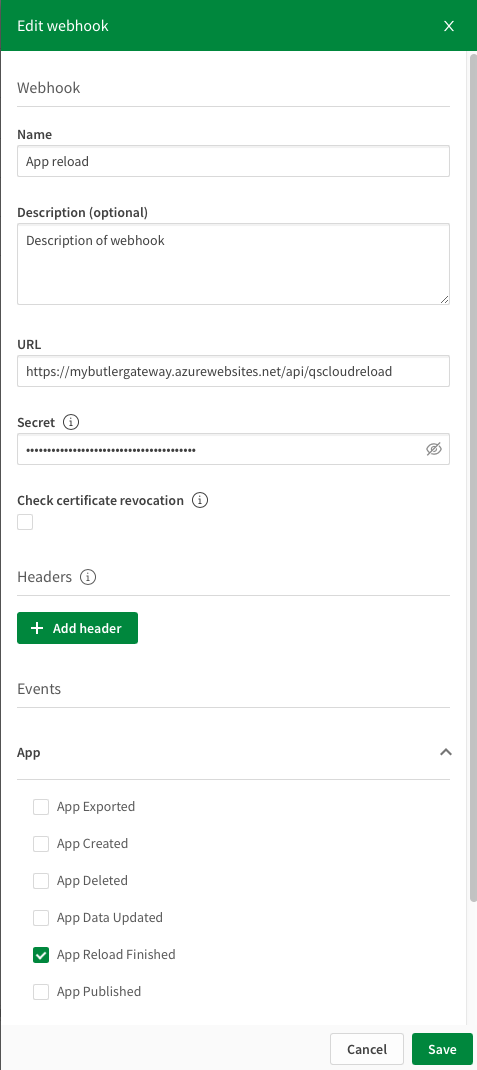 Edit webhook X
Webhook
Name
App reload
Description (optional)
Description of webhook
URL
https://mybutlergateway.azurewebsites.net/api/qscloudreload
Secret
••••••••••••••••••••••••••••••••••••••••
Check certificate revocation
Headers
+ Add header
Events
App
App Exported
App Created
App Deleted
App Data Updated
App Reload Finished
App Published
Cancel Save